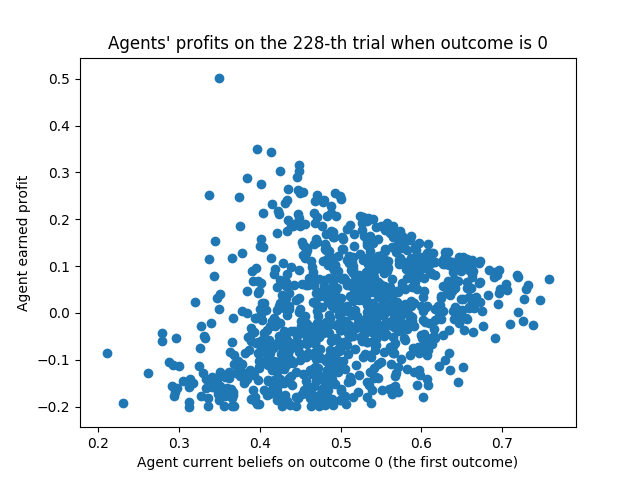 Agents' profits on the 228-th trial when outcome is 0
0.5
0.4
0.3
0.2
0.1
0.0
−0.1
−0.2
Agent earned profit
0.2 0.3 0.4 0.5 0.6 0.7
Agent current beliefs on outcome 0 (the first outcome)